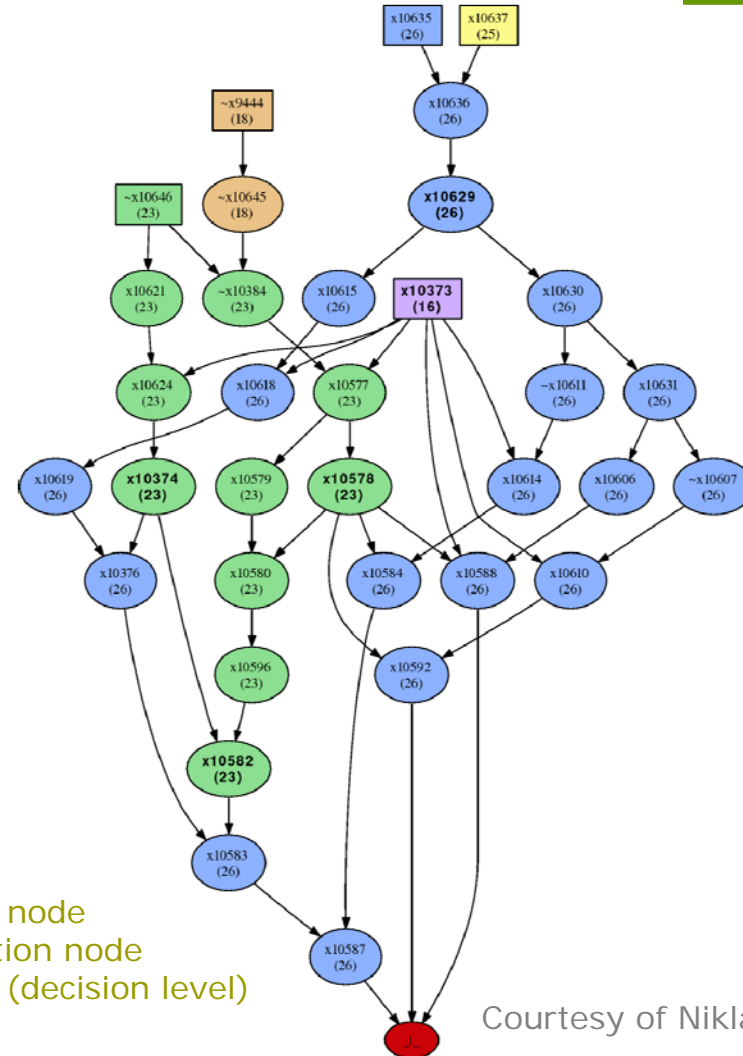 x10635
(26)
x10637
(25)
x10636
(26)
~x9444
(18)
~x10646
(23)
~x10645
(18)
x10629
(26)
x10621
(23)
~x10384
(23)
x10615
(26)
x10373
(16)
x10630
(26)
x10624
(23)
x10618
(26)
x10577
(23)
~x10611
(26)
x10631
(26)
x10619
(26)
x10374
(23)
x10579
(23)
x10578
(23)
x10614
(26)
x10606
(26)
~x10607
(26)
x10376
(26)
x10580
(23)
x10584
(26)
x10588
(26)
x10610
(26)
x10596
(23)
x10592
(26)
x10582
(23)
x10583
(26)
node
tion node
(decision level)
x10587
(26)
_|_
Courtesy of Nikla